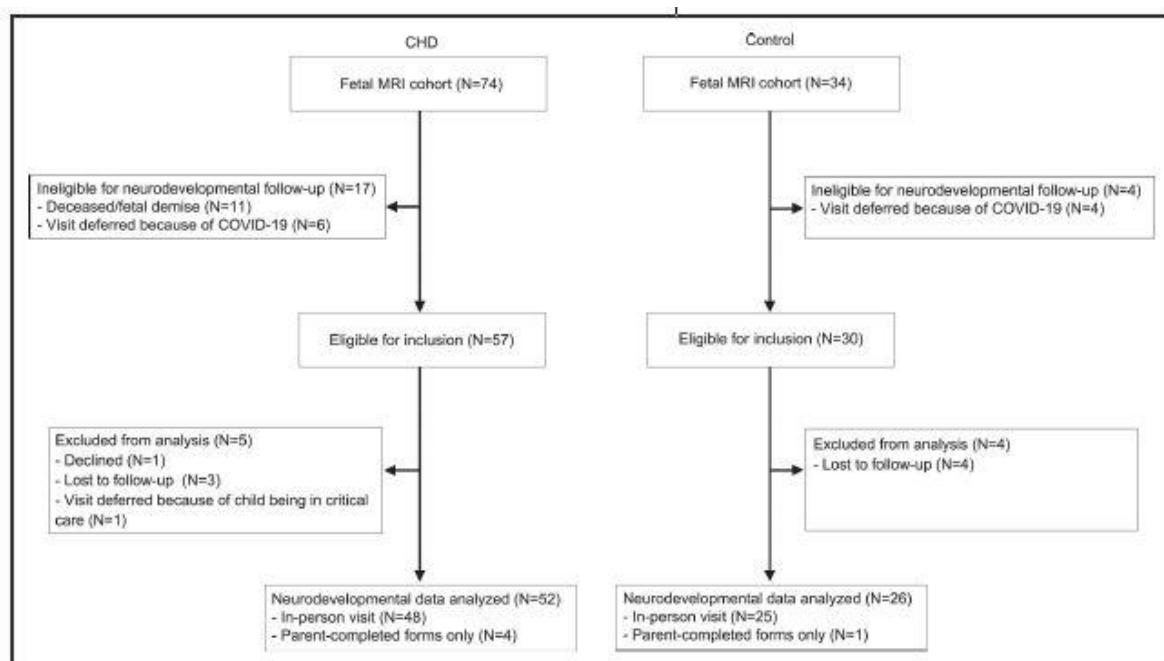 CHD
Fetal MRI cohort (N=74)
Ineligible for neurodevelopmental follow-up (N=17)
- Deceased/fetal demise (N=11)
- Visit deferred because of COVID-19 (N=6)
Eligible for inclusion (N=57)
Excluded from analysis (N=5)
- Declined (N=1)
- Lost to follow-up (N=3)
- Visit deferred because of child being in critical
care (N=1)
Neurodevelopmental data analyzed (N=52)
- In-person visit (N=48)
- Parent-completed forms only (N=4)
Control
Fetal MRI cohort (N=34)
Ineligible for neurodevelopmental follow-up (N=4)
- Visit deferred because of COVID-19 (N=4)
Eligible for inclusion (N=30)
Excluded from analysis (N=4)
- Lost to follow-up (N=4)
Neurodevelopmental data analyzed (N=26)
- In-person visit (N=25)
- Parent-completed forms only (N=1)